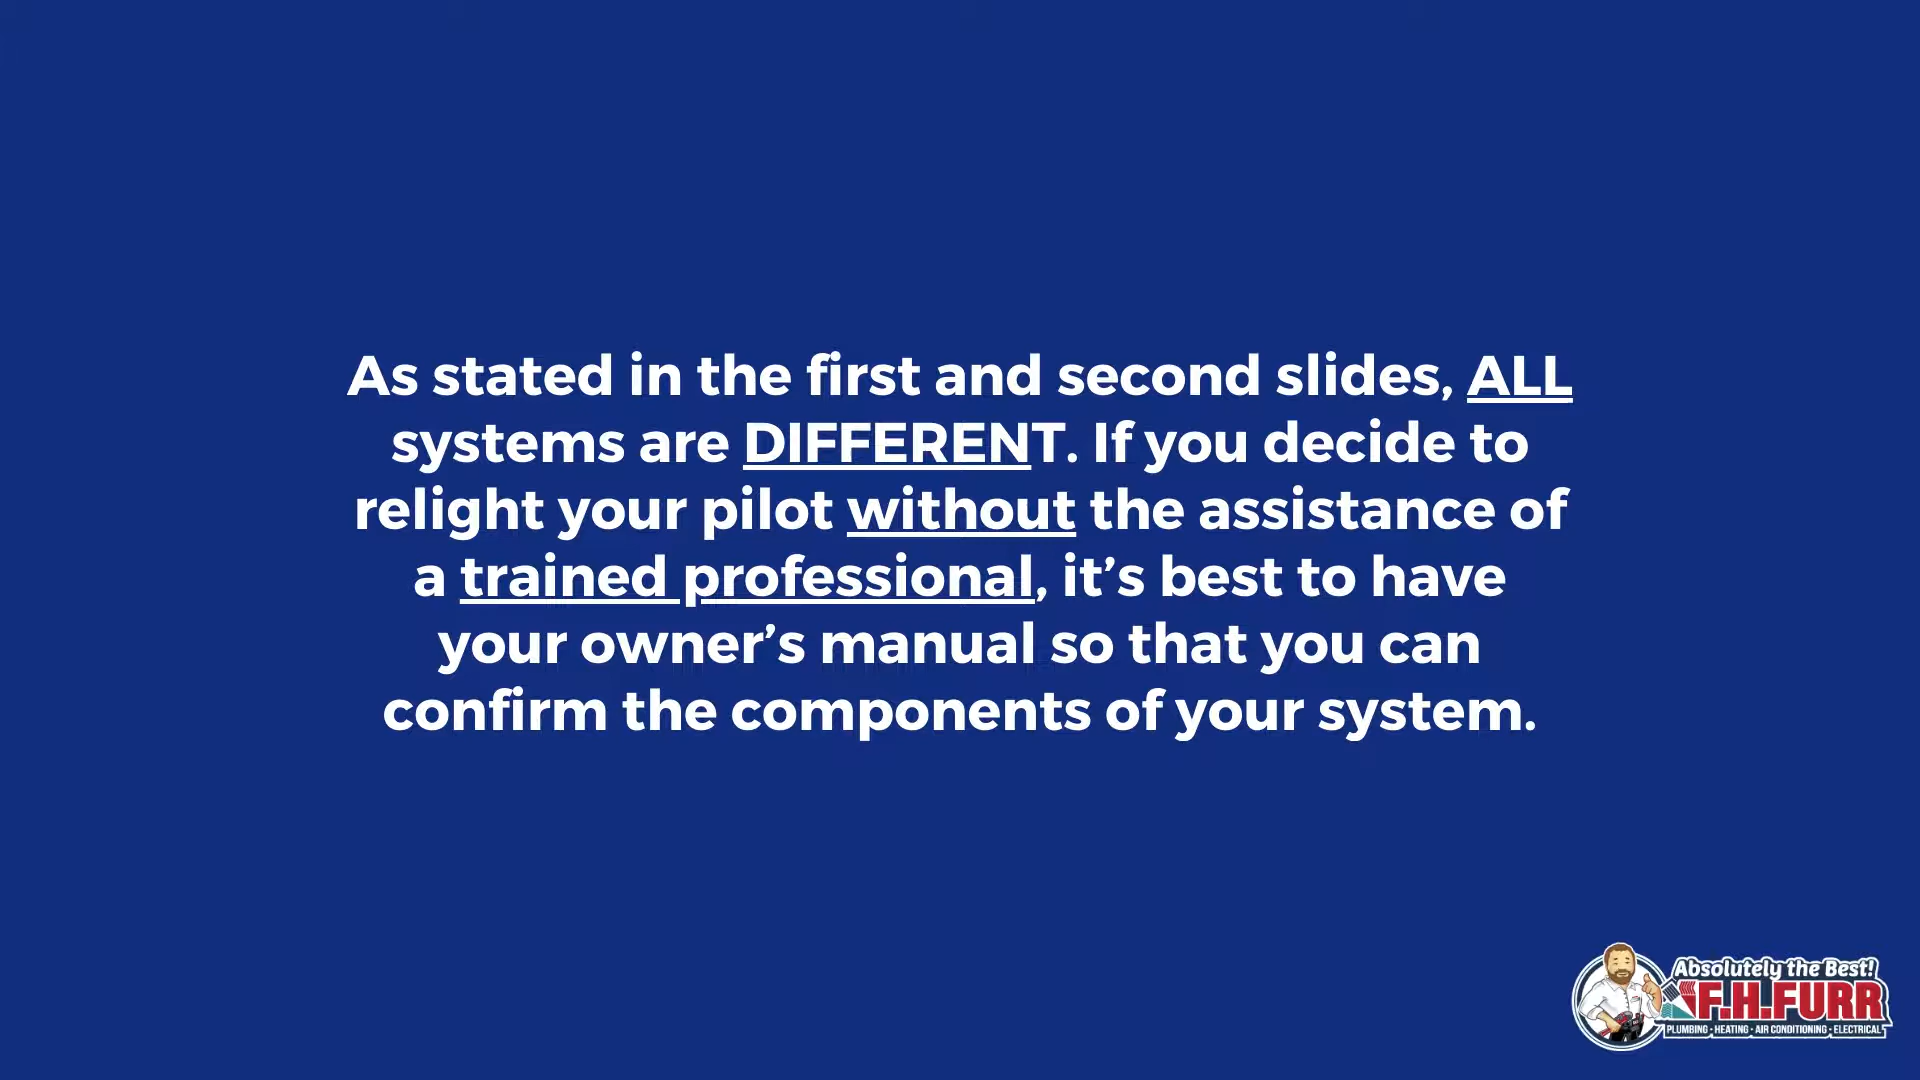 As stated in the first and second slides, ALL
systems are DIFFERENT. If you decide to
relight your pilot without the assistance of
a trained professional, it’s best to have
your owner’s manual so that you can
confirm the components of your system.
Absolutely the Best!
F.H.FURR
PLUMBING · HEATING · AIR CONDITIONING · ELECTRICAL